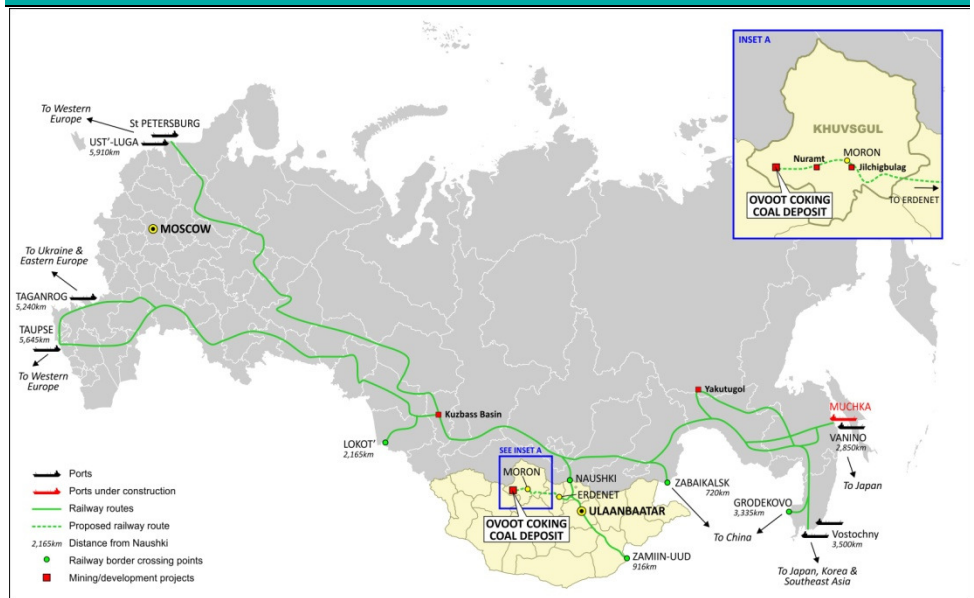 To Western
Europe
St PETERSBURG
UST'-LUGA
5,910km
MOSCOW
To Ukraine &
Eastern Europe
TAGANROG
5,240km
TAUPSE
5,645km
To Western
Europe
Kuzbass Basin
LOKOT'
2,165km
SEE INSET A
MORON
NAUSHKI
ERDENET
OVOOT COKING
COAL DEPOSIT
ULAANBAATAR
ZAMIIN-UUD
916km
ZABAIKALSK
720km
To China
Yakutugol
MUCHKA
VANINO
2,850km
To Japan
GRODEKOVO
3,335km
Vostochny
3,500km
To Japan, Korea &
Southeast Asia
INSET A
KHUVSGUL
Nuramt
MORON
Jilchigbulag
OVOOT COKING
COAL DEPOSIT
TO ERDENET
Ports
Ports under construction
Railway routes
Proposed railway route
2,165km Distance from Naushki
Railway border crossing points
Mining/development projects